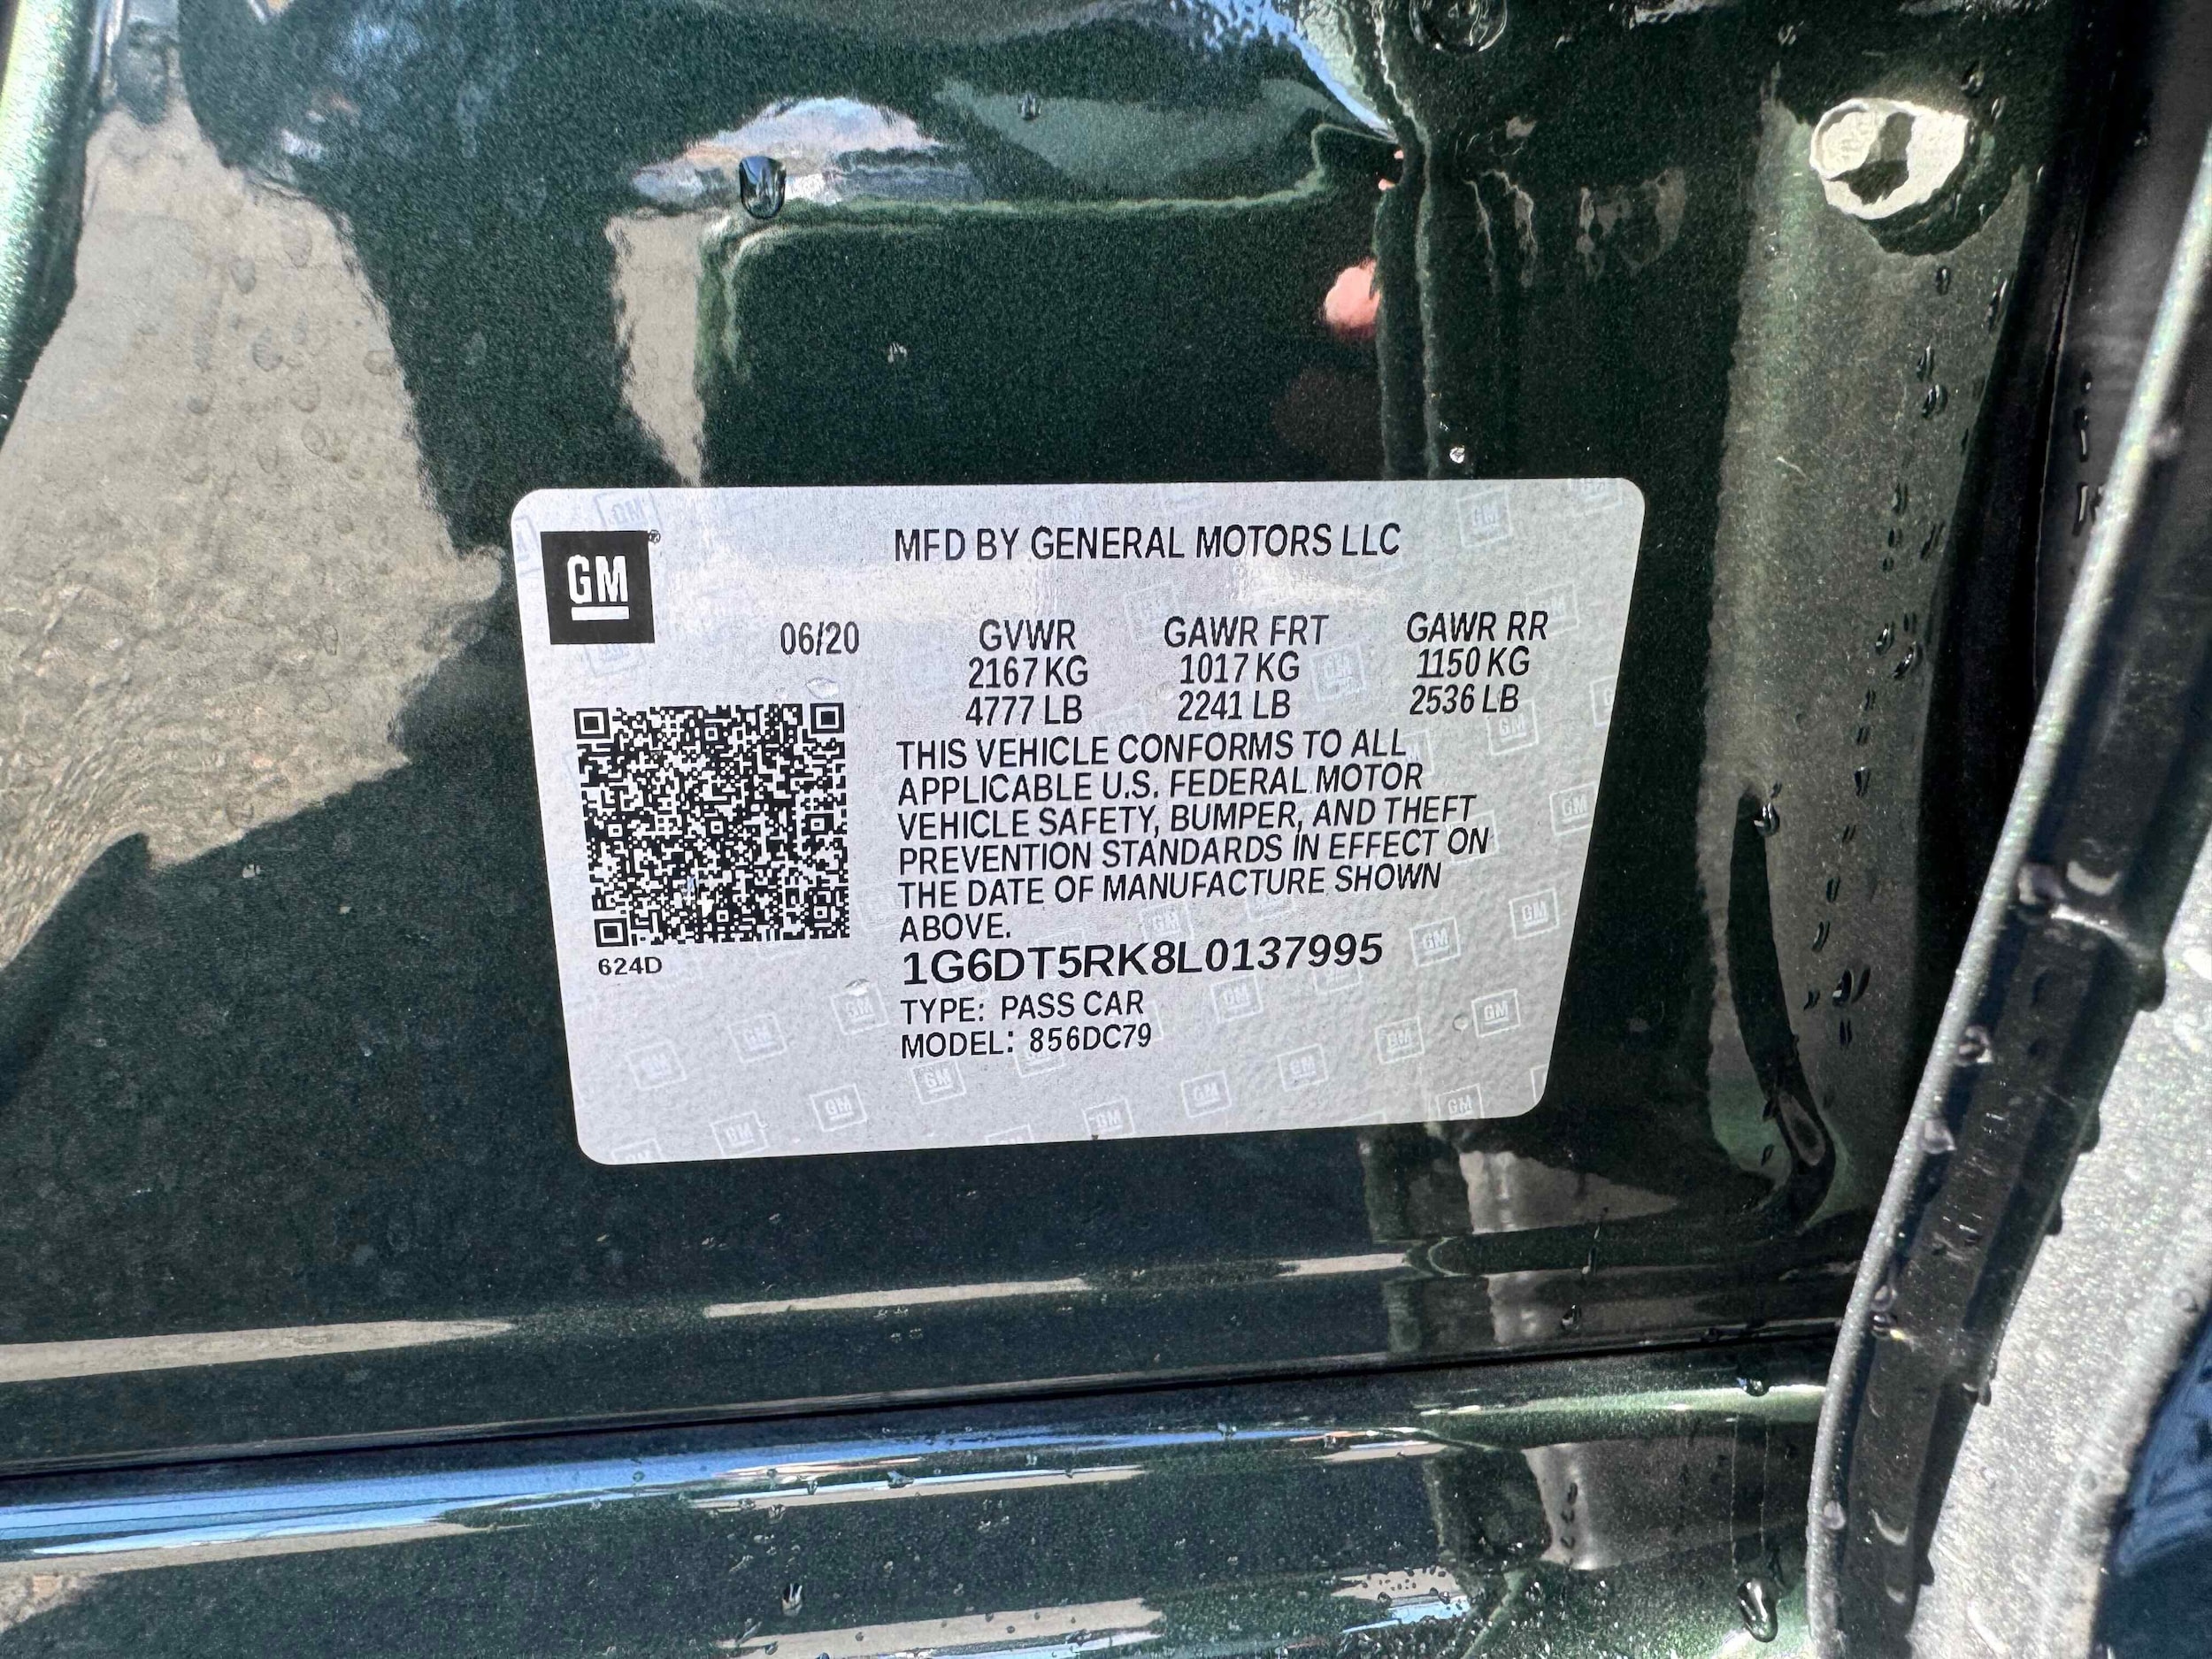 GM
MFD BY GENERAL MOTORS LLC
06/20 GVWR GAWR FRT GAWR RR
2167 KG 1017 KG 1150 KG
4777 LB 2241 LB 2536 LB
THIS VEHICLE CONFORMS TO ALL
APPLICABLE U.S. FEDERAL MOTOR
VEHICLE SAFETY, BUMPER, AND THEFT
PREVENTION STANDARDS IN EFFECT ON
THE DATE OF MANUFACTURE SHOWN
ABOVE.
624D
1G6DT5RK8L0137995
TYPE: PASS CAR
MODEL: 856DC79